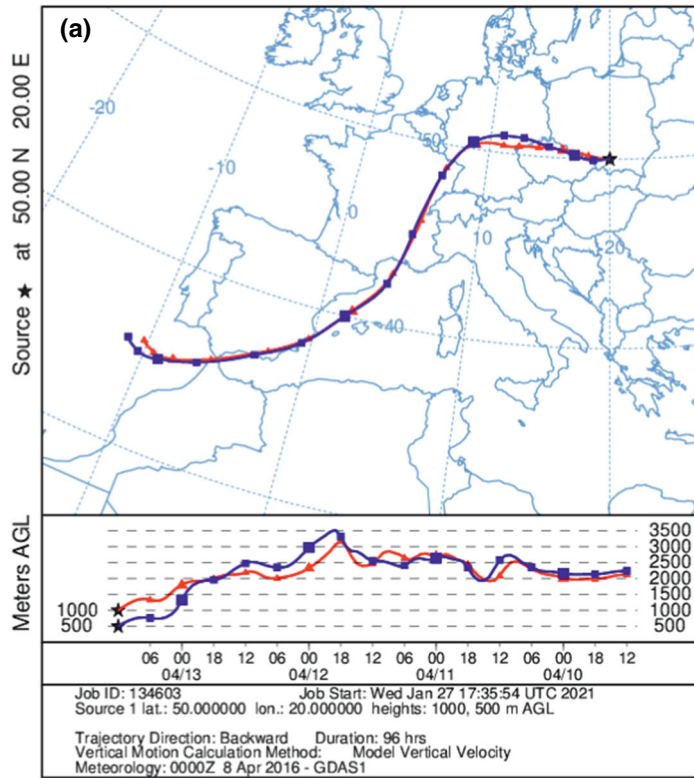 (a)
-20
-10
0
50
10
20
40
Source ★ at 50.00 N 20.00 E
Meters AGL
3500
3000
2500
2000
1500
1000
500
1000
500
06 00 18 12 06 00 18 12 06 00 18 12 06 00 18 12
04/13 04/12 04/11 04/10
Job ID: 134603 Job Start: Wed Jan 27 17:35:54 UTC 2021
Source 1 lat.: 50.000000 lon.: 20.000000 heights: 1000, 500 m AGL
Trajectory Direction: Backward Duration: 96 hrs
Vertical Motion Calculation Method: Model Vertical Velocity
Meteorology: 0000Z 8 Apr 2016 - GDAS1